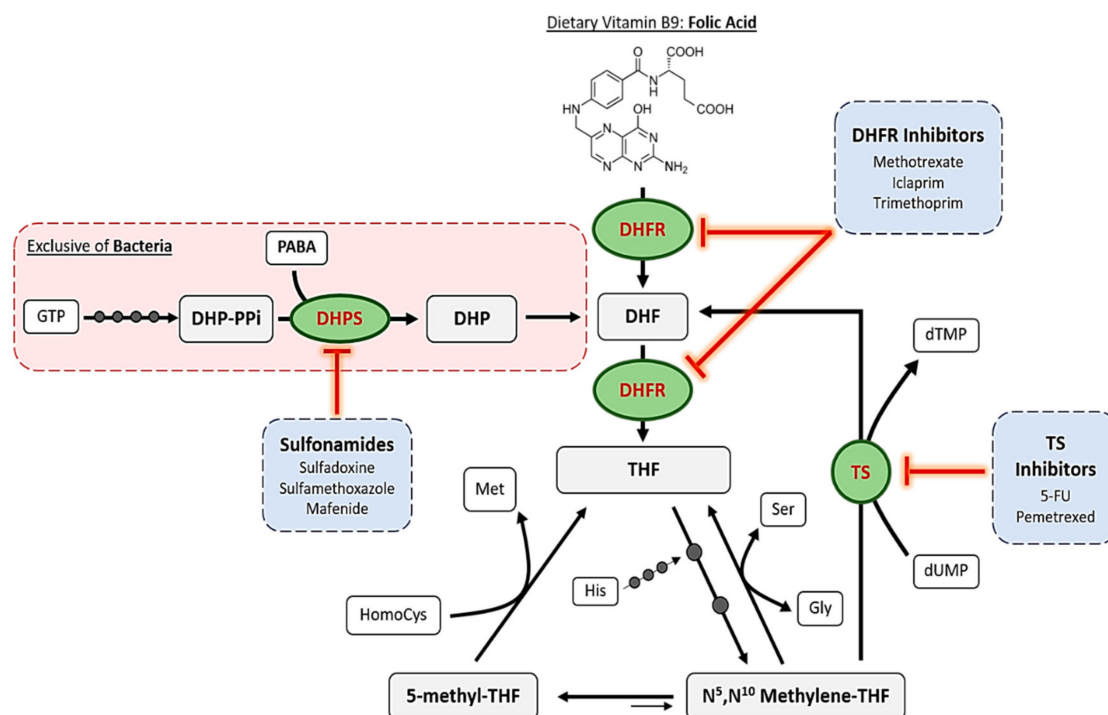 Dietary Vitamin B9: Folic Acid
O
COOH
N
H
COOH
NH
OH
N
N
N
N
NH₂
DHFR Inhibitors
Methotrexate
Iclaprim
Trimethoprim
DHFR
Exclusive of Bacteria
PABA
GTP
DHP-PPi
DHPS
DHP
DHF
dTMP
DHFR
Sulfonamides
Sulfadoxine
Sulfamethoxazole
Mafenide
THF
TS
TS
Inhibitors
5-FU
Pemetrexed
Met
Ser
His
dUMP
HomoCys
Gly
5-methyl-THF
N⁵,N¹⁰ Methylene-THF